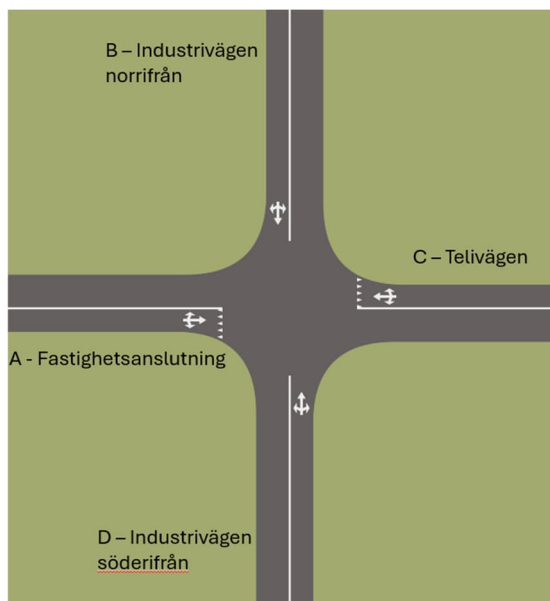 B – Industrivägen
norrifrån
C – Telivägen
A - Fastighetsanslutning
D – Industrivägen
söderifrån